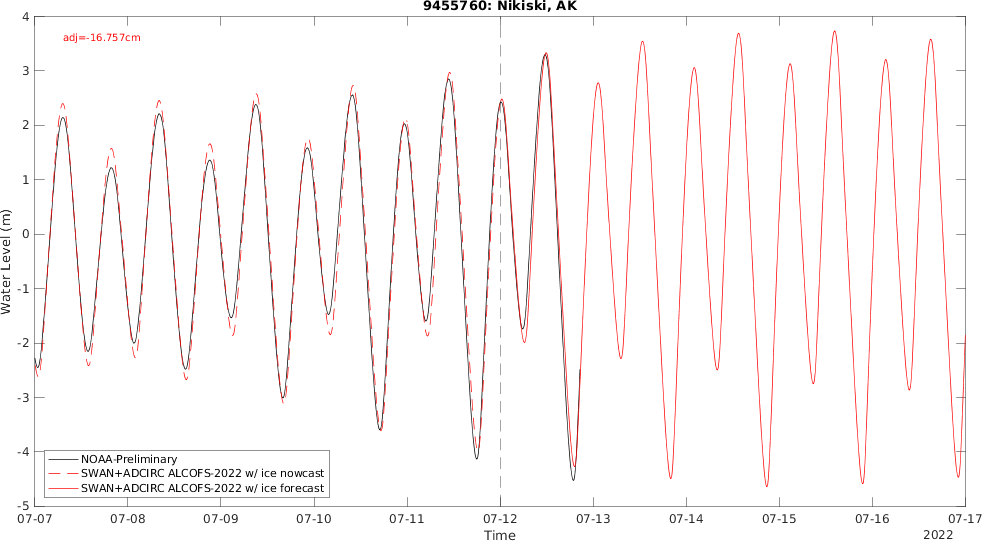 9455760: Nikiski, AK
adj=-16.757cm
4
3
2
1
0
-1
-2
-3
-4
-5
Water Level (m)
NOAA-Preliminary
SWAN+ADCIRC ALCOFS-2022 w/ ice nowcast
SWAN+ADCIRC ALCOFS-2022 w/ ice forecast
07-07 07-08 07-09 07-10 07-11 07-12 07-13 07-14 07-15 07-16 07-17
Time
2022